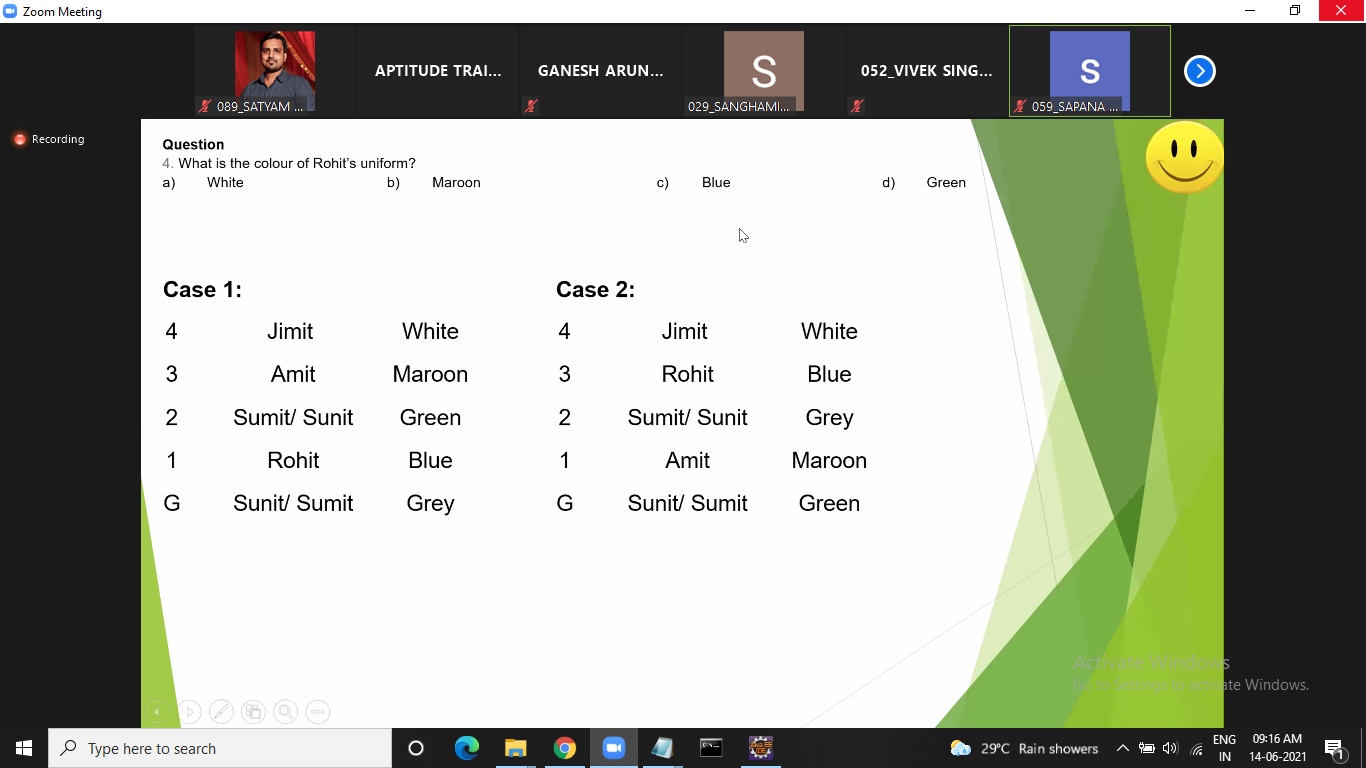 Zoom Meeting
089_SATYAM ...
APTITUDE TRAI...
GANESH ARUN...
S
029_SANGHAMI...
052_VIVEK SING...
S
059_SAPANA ...
Recording
Question
4. What is the colour of Rohit's uniform?
a) White b) Maroon c) Blue d) Green
Case 1:
4 Jimit White
3 Amit Maroon
2 Sumit/ Sunit Green
1 Rohit Blue
G Sunit/ Sumit Grey
Case 2:
4 Jimit White
3 Rohit Blue
2 Sumit/ Sunit Grey
1 Amit Maroon
G Sunit/ Sumit Green
Activate Windows
Go to Settings to activate Windows.
Type here to search
29°C Rain showers
ENG
IN
09:16 AM
14-06-2021
1